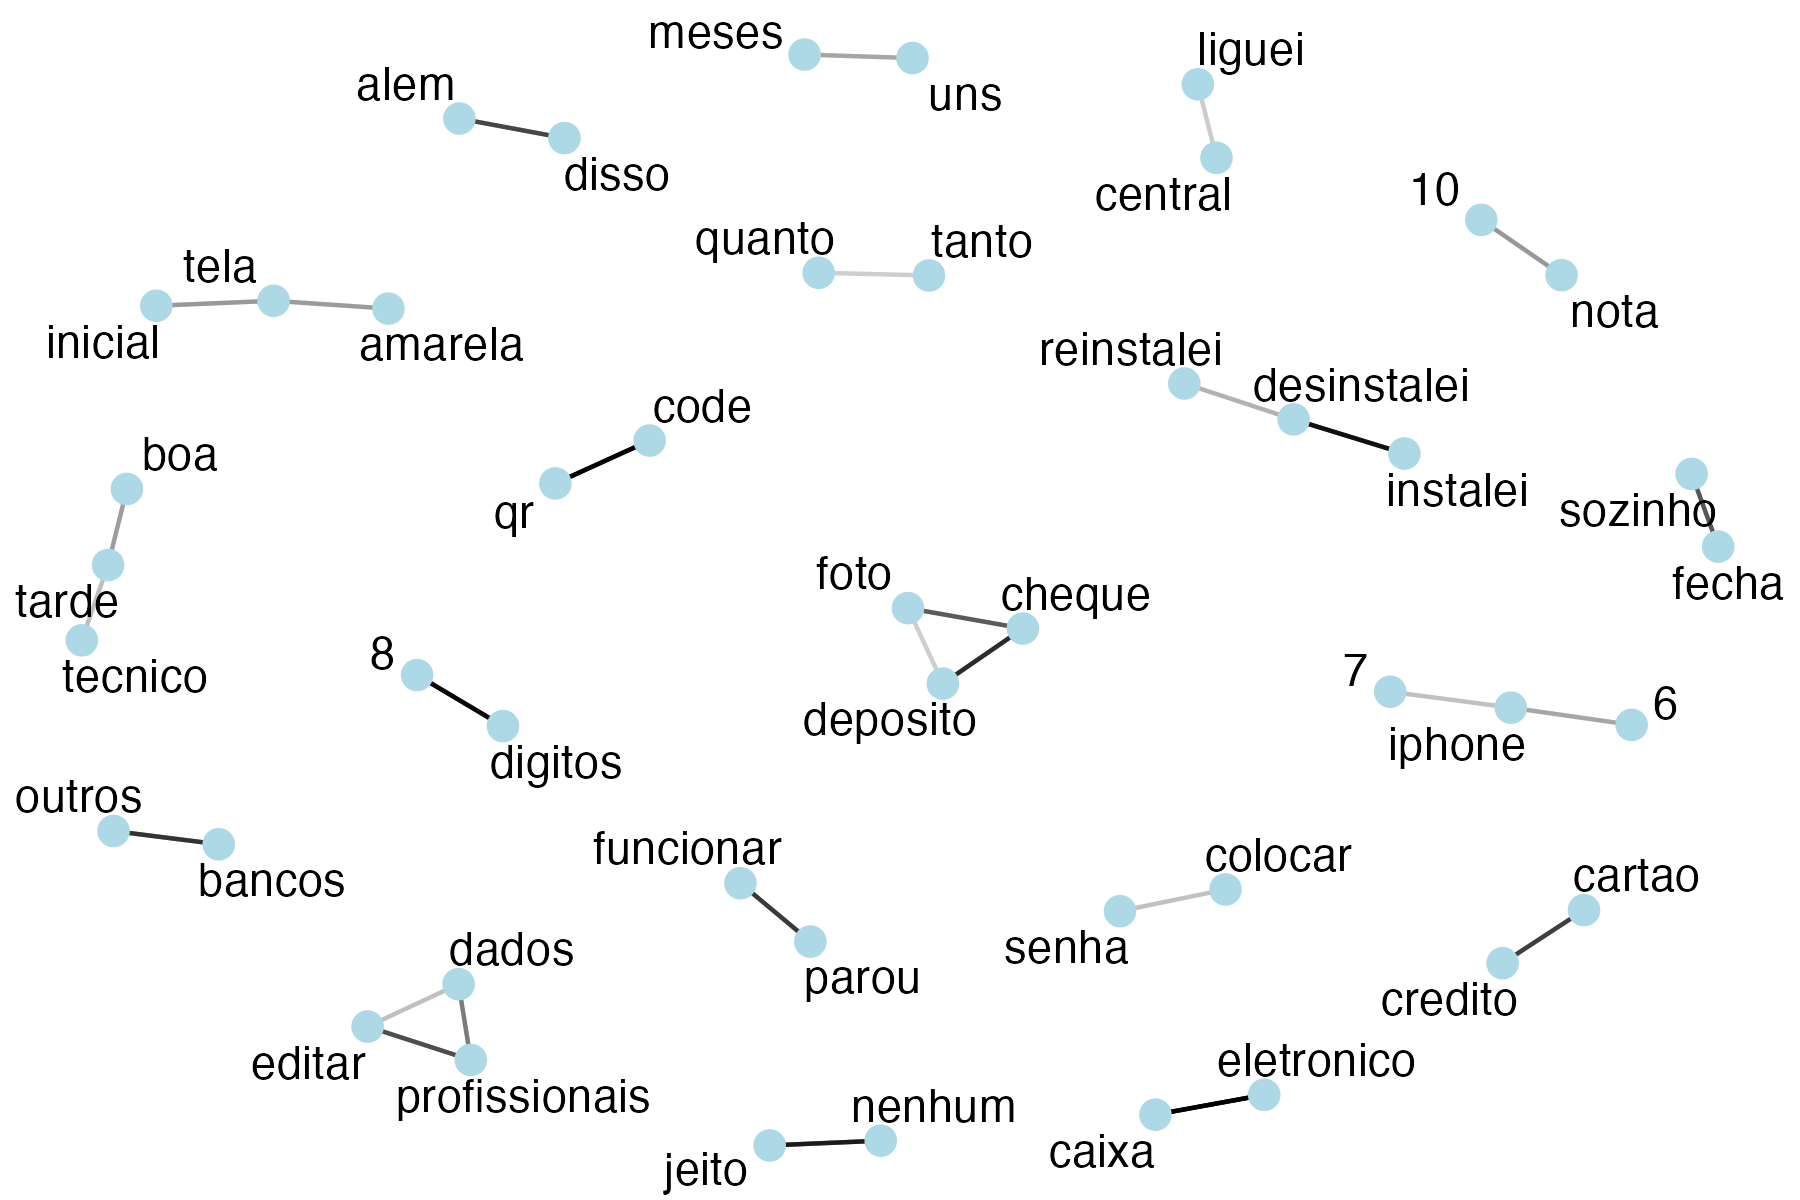 meses
uns
liguei
central
alem
disso
10
nota
quanto
tanto
tela
inicial
amarela
reinstalei
desinstalei
instalei
code
qr
boa
tarde
tecnico
sozinho
fecha
foto
cheque
deposito
8
digitos
7
iphone
6
outros
bancos
funcionar
parou
colocar
senha
cartao
credito
dados
editar
profissionais
eletronico
caixa
nenhum
jeito